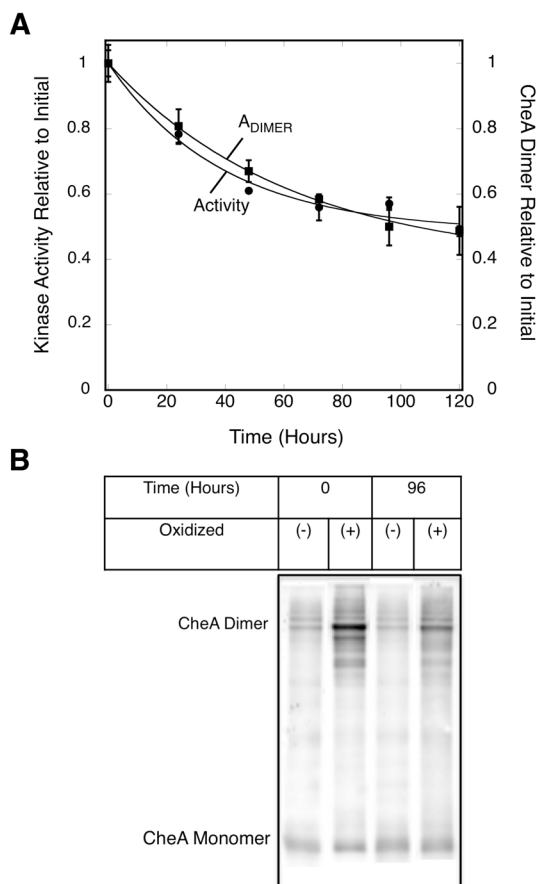 A
Kinase Activity Relative to Initial
CheA Dimer Relative to Initial
1
0.8
0.6
0.4
0.2
0
1
0.8
0.6
0.4
0.2
0
A_DIMER
Activity
0 20 40 60 80 100 120
Time (Hours)
B
Time (Hours) 0 96
Oxidized (-) (+) (-) (+)
CheA Dimer
CheA Monomer